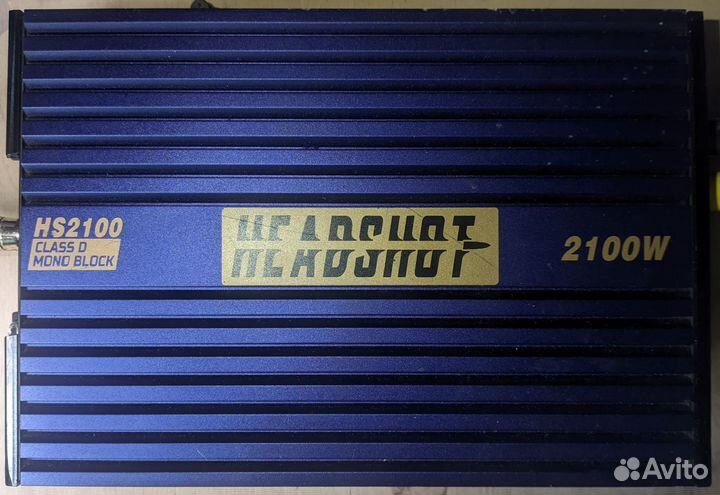 HS2100
CLASS D
MONO BLOCK
HEADSHOT
2100W
Avito